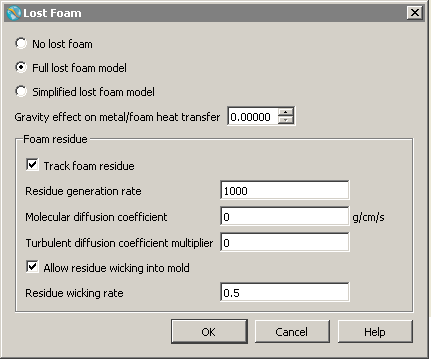 Lost Foam
No lost foam
Full lost foam model
Simplified lost foam model
Gravity effect on metal/foam heat transfer 0.00000
Foam residue
Track foam residue
Residue generation rate 1000
Molecular diffusion coefficient 0 g/cm/s
Turbulent diffusion coefficient multiplier 0
Allow residue wicking into mold
Residue wicking rate 0.5
OK Cancel Help